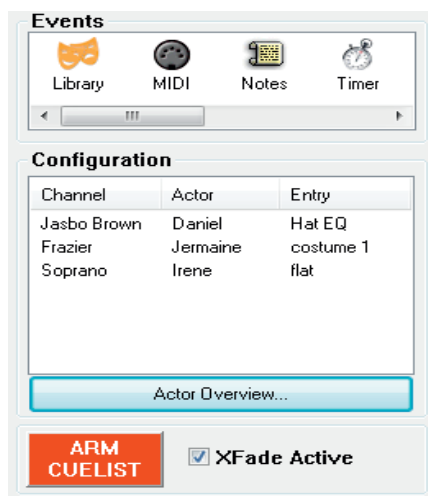 Events
Library MIDI Notes Timer
Configuration
Channel Actor Entry
Jasbo Brown Daniel Hat EQ
Frazier Jermaine costume 1
Soprano Irene flat
Actor Overview...
ARM
CUELIST
XFade Active